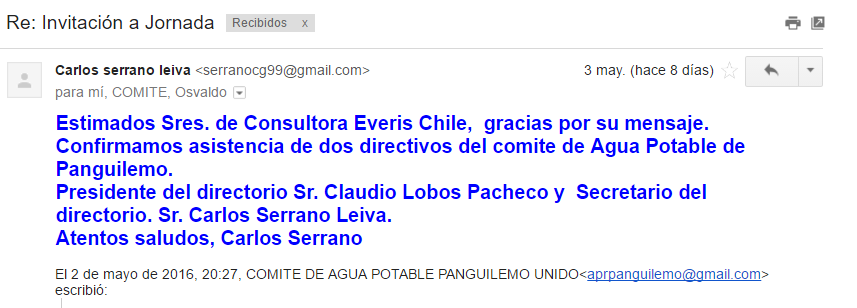 Re: Invitación a Jornada Recibidos x
Carlos serrano leiva <serranocg99@gmail.com> 3 may. (hace 8 días)
para mí, COMITE, Osvaldo
Estimados Sres. de Consultora Everis Chile, gracias por su mensaje.
Confirmamos asistencia de dos directivos del comite de Agua Potable de
Panguilemo.
Presidente del directorio Sr. Claudio Lobos Pacheco y Secretario del
directorio. Sr. Carlos Serrano Leiva.
Atentos saludos, Carlos Serrano
El 2 de mayo de 2016, 20:27, COMITE DE AGUA POTABLE PANGUILEMO UNIDO<aprpanguilemo@gmail.com>
escribió: